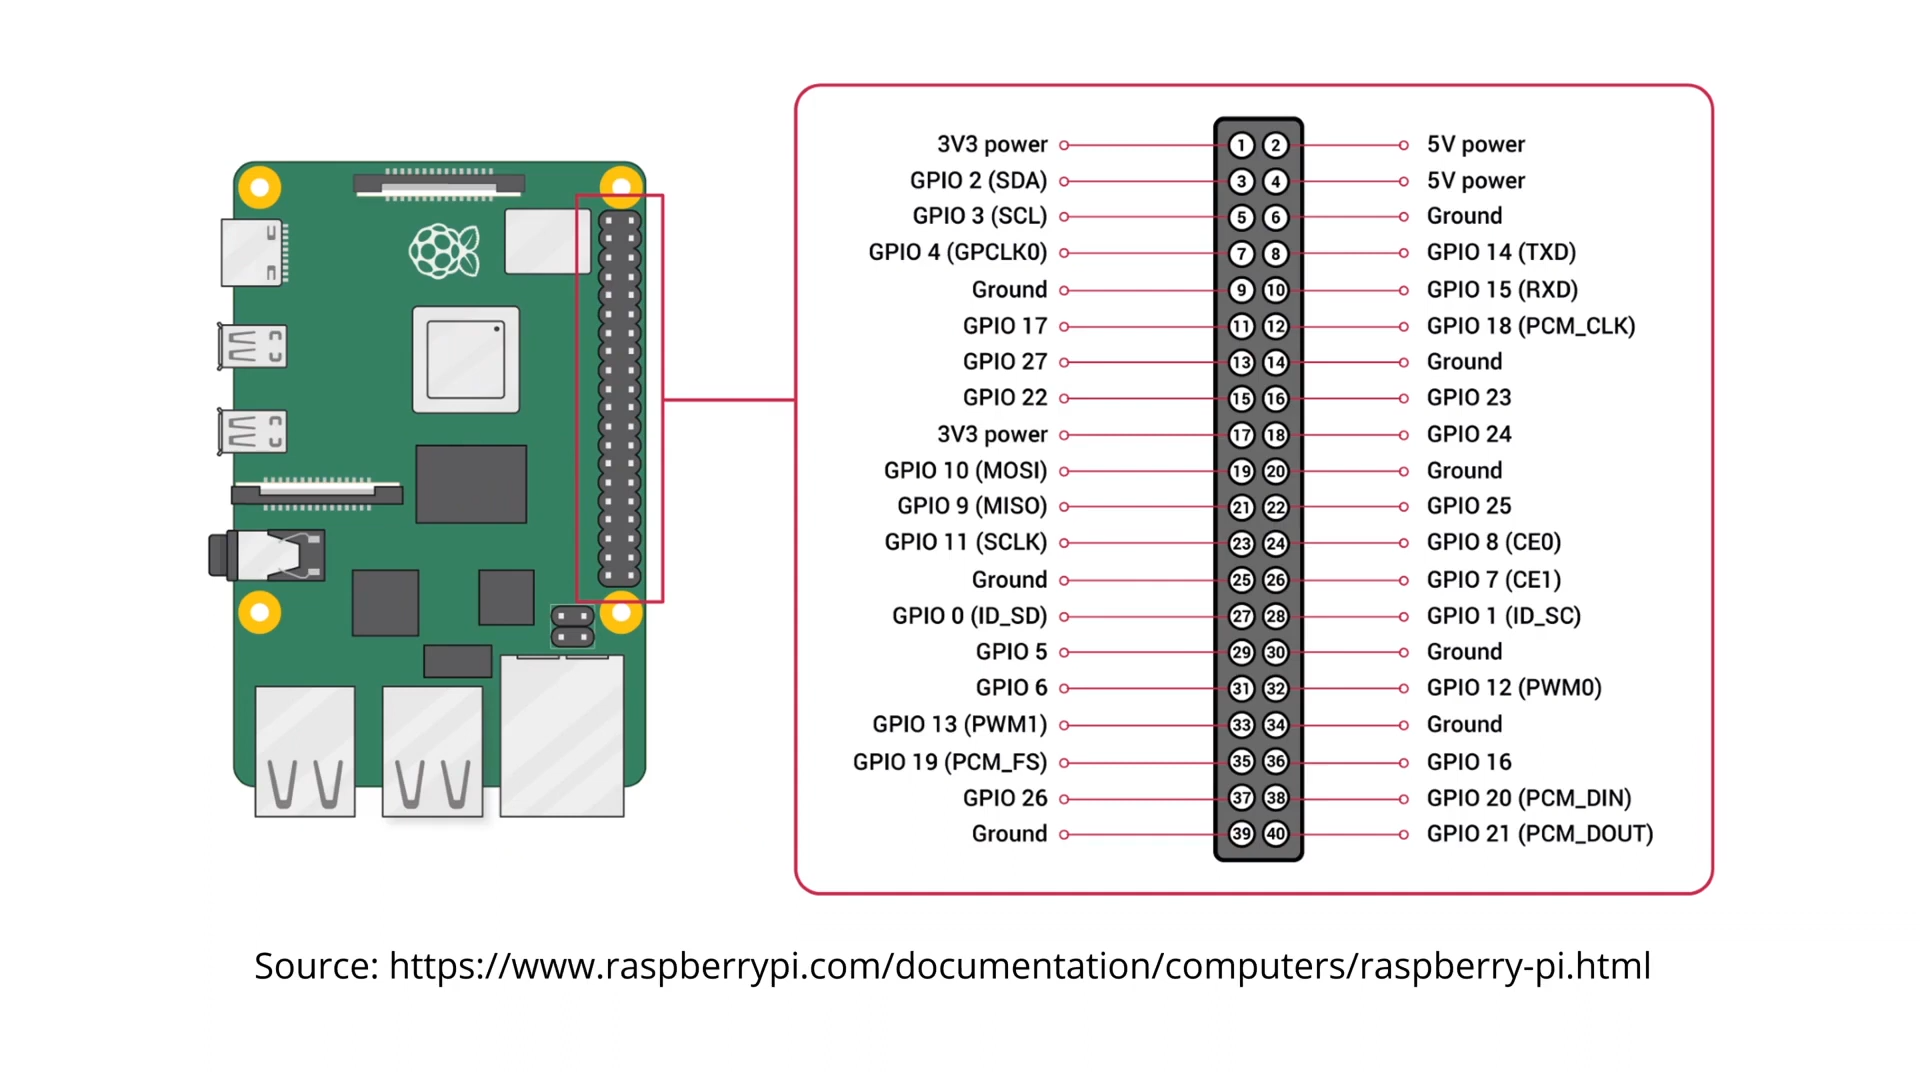 3V3 power 1 2 5V power
GPIO 2 (SDA) 3 4 5V power
GPIO 3 (SCL) 5 6 Ground
GPIO 4 (GPCLK0) 7 8 GPIO 14 (TXD)
Ground 9 10 GPIO 15 (RXD)
GPIO 17 11 12 GPIO 18 (PCM_CLK)
GPIO 27 13 14 Ground
GPIO 22 15 16 GPIO 23
3V3 power 17 18 GPIO 24
GPIO 10 (MOSI) 19 20 Ground
GPIO 9 (MISO) 21 22 GPIO 25
GPIO 11 (SCLK) 23 24 GPIO 8 (CE0)
Ground 25 26 GPIO 7 (CE1)
GPIO 0 (ID_SD) 27 28 GPIO 1 (ID_SC)
GPIO 5 29 30 Ground
GPIO 6 31 32 GPIO 12 (PWM0)
GPIO 13 (PWM1) 33 34 Ground
GPIO 19 (PCM_FS) 35 36 GPIO 16
GPIO 26 37 38 GPIO 20 (PCM_DIN)
Ground 39 40 GPIO 21 (PCM_DOUT)
Source: https://www.raspberrypi.com/documentation/computers/raspberry-pi.html